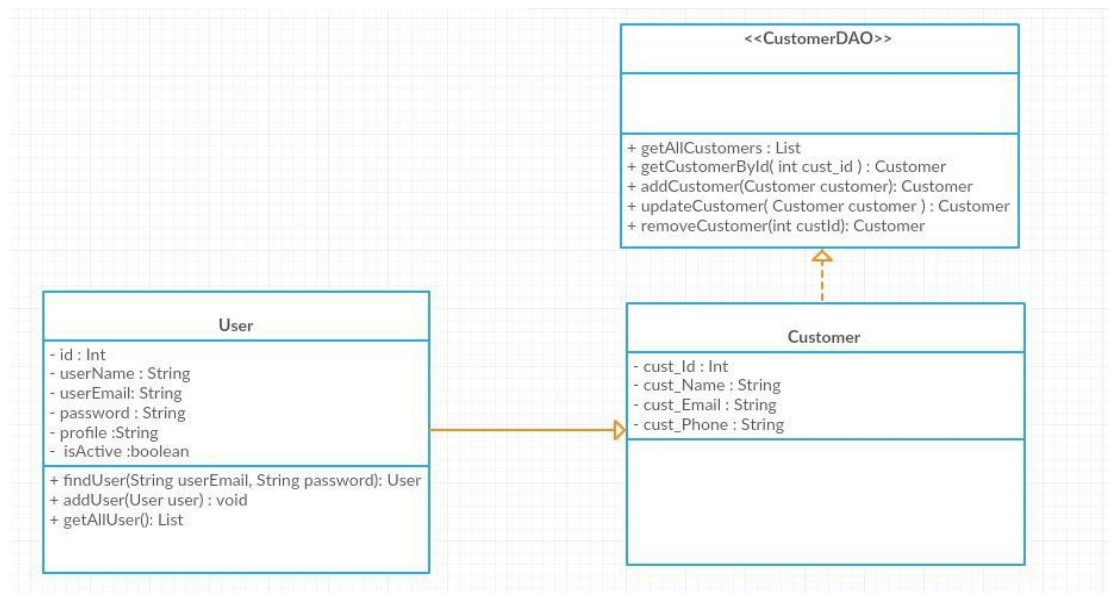 <<CustomerDAO>>
+ getAllCustomers : List
+ getCustomerById( int cust_id ) : Customer
+ addCustomer(Customer customer): Customer
+ updateCustomer( Customer customer ) : Customer
+ removeCustomer(int custId): Customer
User
- id : Int
- userName : String
- userEmail: String
- password : String
- profile :String
- isActive :boolean
+ findUser(String userEmail, String password): User
+ addUser(User user) : void
+ getAllUser(): List
Customer
- cust_Id : Int
- cust_Name : String
- cust_Email : String
- cust_Phone : String